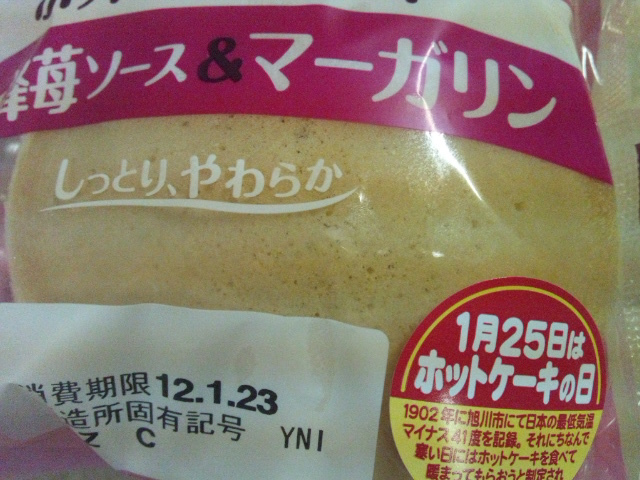 苺ソース&マーガリン
しっとり、やわらか
消費期限12.1.23
造所固有記号 YNI
C
1月25日は
ホットケーキの日
1902年に旭川市にて日本の最低気温
マイナス41度を記録。それにちなんで
寒い日にはホットケーキを食べて
暖まってもらおうと制定され